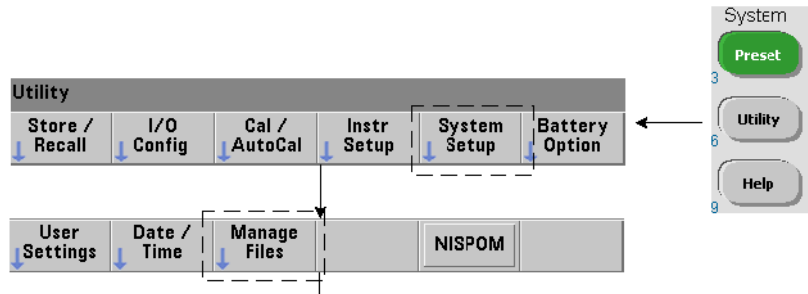 System
Preset
3
Utility
6
Help
9
Utility
Store / Recall
I/O Config
Cal / AutoCal
Instr Setup
System Setup
Battery Option
User Settings
Date / Time
Manage Files
NISPOM